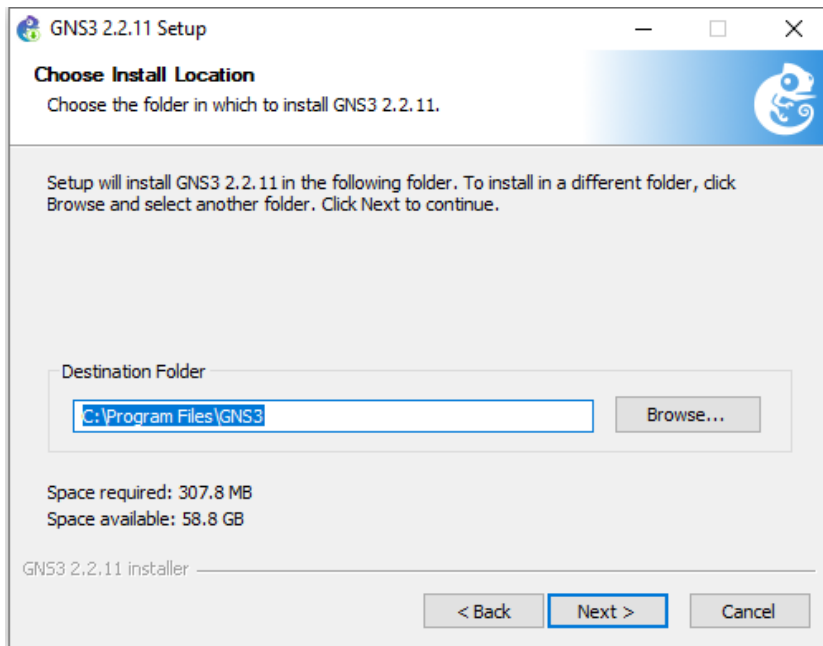 GNS3 2.2.11 Setup
Choose Install Location
Choose the folder in which to install GNS3 2.2.11.
Setup will install GNS3 2.2.11 in the following folder. To install in a different folder, click
Browse and select another folder. Click Next to continue.
Destination Folder
C:\Program Files\GNS3
Browse...
Space required: 307.8 MB
Space available: 58.8 GB
GNS3 2.2.11 installer
< Back
Next >
Cancel